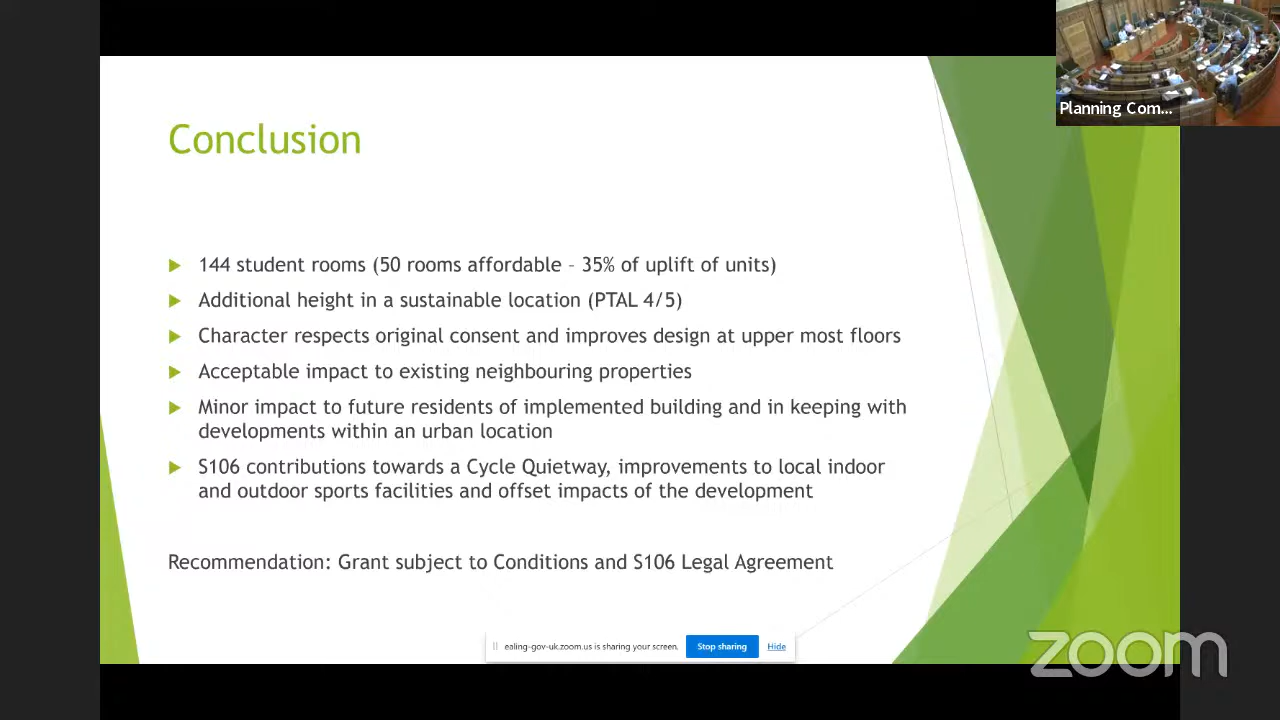 Planning Com...
Conclusion
144 student rooms (50 rooms affordable – 35% of uplift of units)
Additional height in a sustainable location (PTAL 4/5)
Character respects original consent and improves design at upper most floors
Acceptable impact to existing neighbouring properties
Minor impact to future residents of implemented building and in keeping with
developments within an urban location
S106 contributions towards a Cycle Quietway, improvements to local indoor
and outdoor sports facilities and offset impacts of the development
Recommendation: Grant subject to Conditions and S106 Legal Agreement
ealing-gov-uk.zoom.us is sharing your screen. Stop sharing Hide
zoom